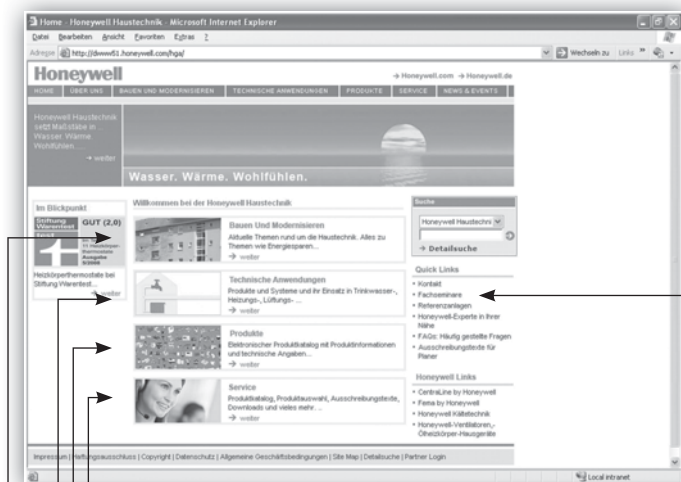 Home - Honeywell Haustechnik - Microsoft Internet Explorer
Datei Bearbeiten Ansicht Favoriten Extras ?
Adresse http://dwww51.honeywell.com/hga/ Wechseln zu Links
Honeywell
Honeywell.com Honeywell.de
HOME ÜBER UNS BAUEN UND MODERNISIEREN TECHNISCHE ANWENDUNGEN PRODUKTE SERVICE NEWS & EVENTS
Honeywell Haustechnik
setzt Maßstäbe in ...
Wasser. Wärme.
Wohlfühlen. ...
weiter
Wasser. Wärme. Wohlfühlen.
Im Blickpunkt
Stiftung
Warentest
GUT (2,0)
11 Heizkörper-
thermostate
Ausgabe
Heizkörperthermostate bei
Stiftung Warentest...
weiter
Willkommen bei der Honeywell Haustechnik
Bauen Und Modernisieren
Aktuelle Themen rund um die Haustechnik. Alles zu
Themen wie Energiesparen...
weiter
Technische Anwendungen
Produkte und Systeme und ihr Einsatz in Trinkwasser-,
Heizungs-, Lüftungs- ...
weiter
Produkte
Elektronischer Produktkatalog mit Produktinformationen
und technische Angaben...
weiter
Service
Produktkatalog, Produktauswahl, Ausschreibungstexte,
Downloads und vieles mehr. ...
weiter
Suche
Honeywell Haustechni
Detailsuche
Quick Links
Kontakt
Fachseminare
Referenzanlagen
Honeywell-Experte in Ihrer
Nähe
FAQs: Häufig gestellte Fragen
Ausschreibungstexte für
Planer
Honeywell Links
CentraLine by Honeywell
Fema by Honeywell
Honeywell Kältetechnik
Honeywell-Ventilatoren,-
Ölheizkörper-Hausgeräte
Impressum | Haftungsausschluss | Copyright | Datenschutz | Allgemeine Geschäftsbedingungen | Site Map | Detailsuche | Partner Login
Local intranet